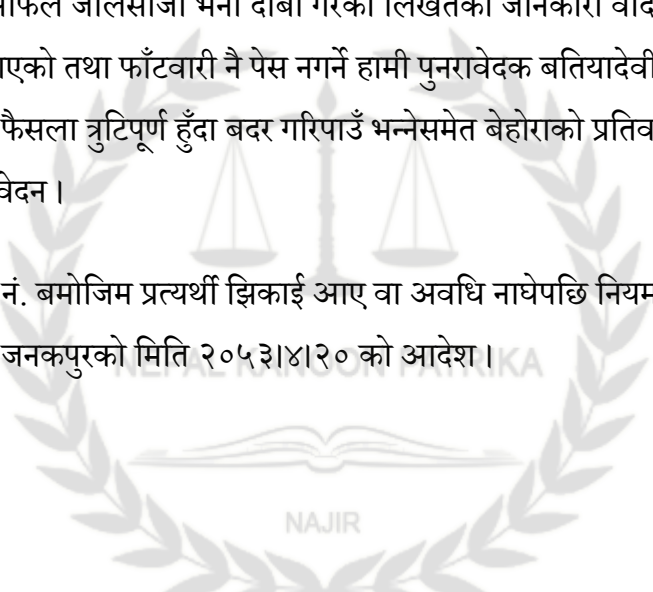 जालसाजी भनी दाबी गरेको लिखतको जानकारी
एको तथा फाँटवारी नै पेस नगर्ने हामी पुनरावेदक बतियादेवी
फैसला त्रुटिपूर्ण हुँदा बदर गरिपाउँ भन्नेसमेत बेहोराको प्रतिव
वेदन ।
नं. बमोजिम प्रत्यर्थी झिकाई आए वा अवधि नाघेपछि नियम
जनकपुरको मिति २०५३।४।२० को आदेश ।
NEPAL KANOON PATRIKA
NAJIR